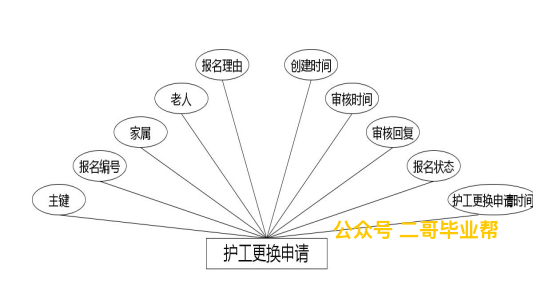 报名理由
创建时间
老人
审核时间
家属
审核回复
报名编号
报名状态
主键
护工更换申请时间
公众号 二哥毕业帮
护工更换申请